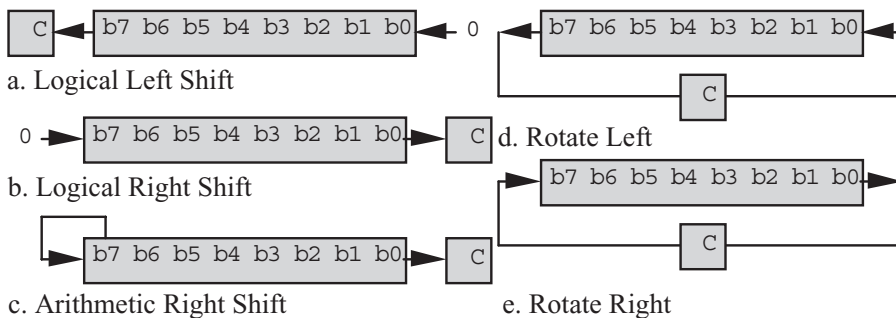 C b7 b6 b5 b4 b3 b2 b1 b0 0
a. Logical Left Shift
0 b7 b6 b5 b4 b3 b2 b1 b0 C
b. Logical Right Shift
b7 b6 b5 b4 b3 b2 b1 b0 C
c. Arithmetic Right Shift
b7 b6 b5 b4 b3 b2 b1 b0
C
d. Rotate Left
b7 b6 b5 b4 b3 b2 b1 b0
C
e. Rotate Right